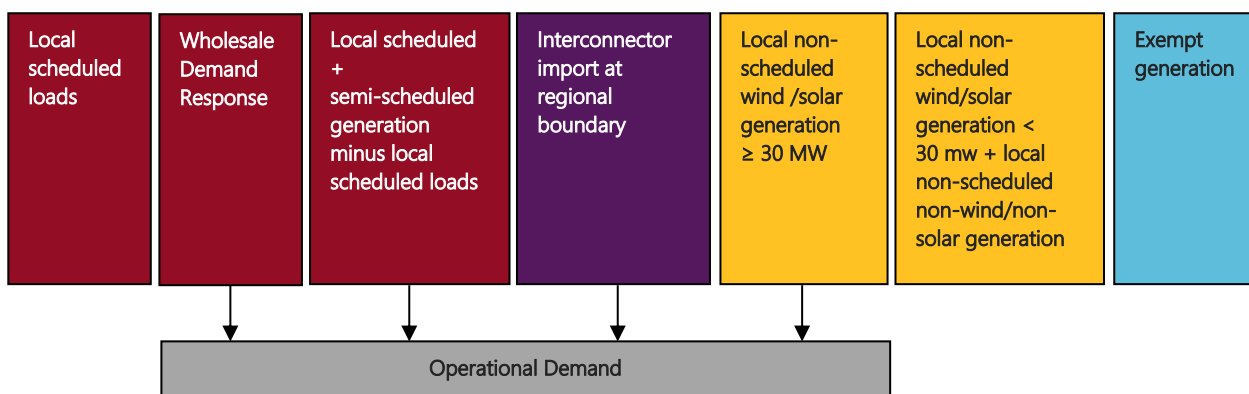 Local
scheduled
loads
Wholesale
Demand
Response
Local scheduled
+
semi-scheduled
generation
minus local
scheduled loads
Interconnector
import at
regional
boundary
Local non-
scheduled
wind /solar
generation
≥ 30 MW
Local non-
scheduled
wind/solar
generation <
30 mw + local
non-scheduled
non-wind/non-
solar generation
Exempt
generation
Operational Demand